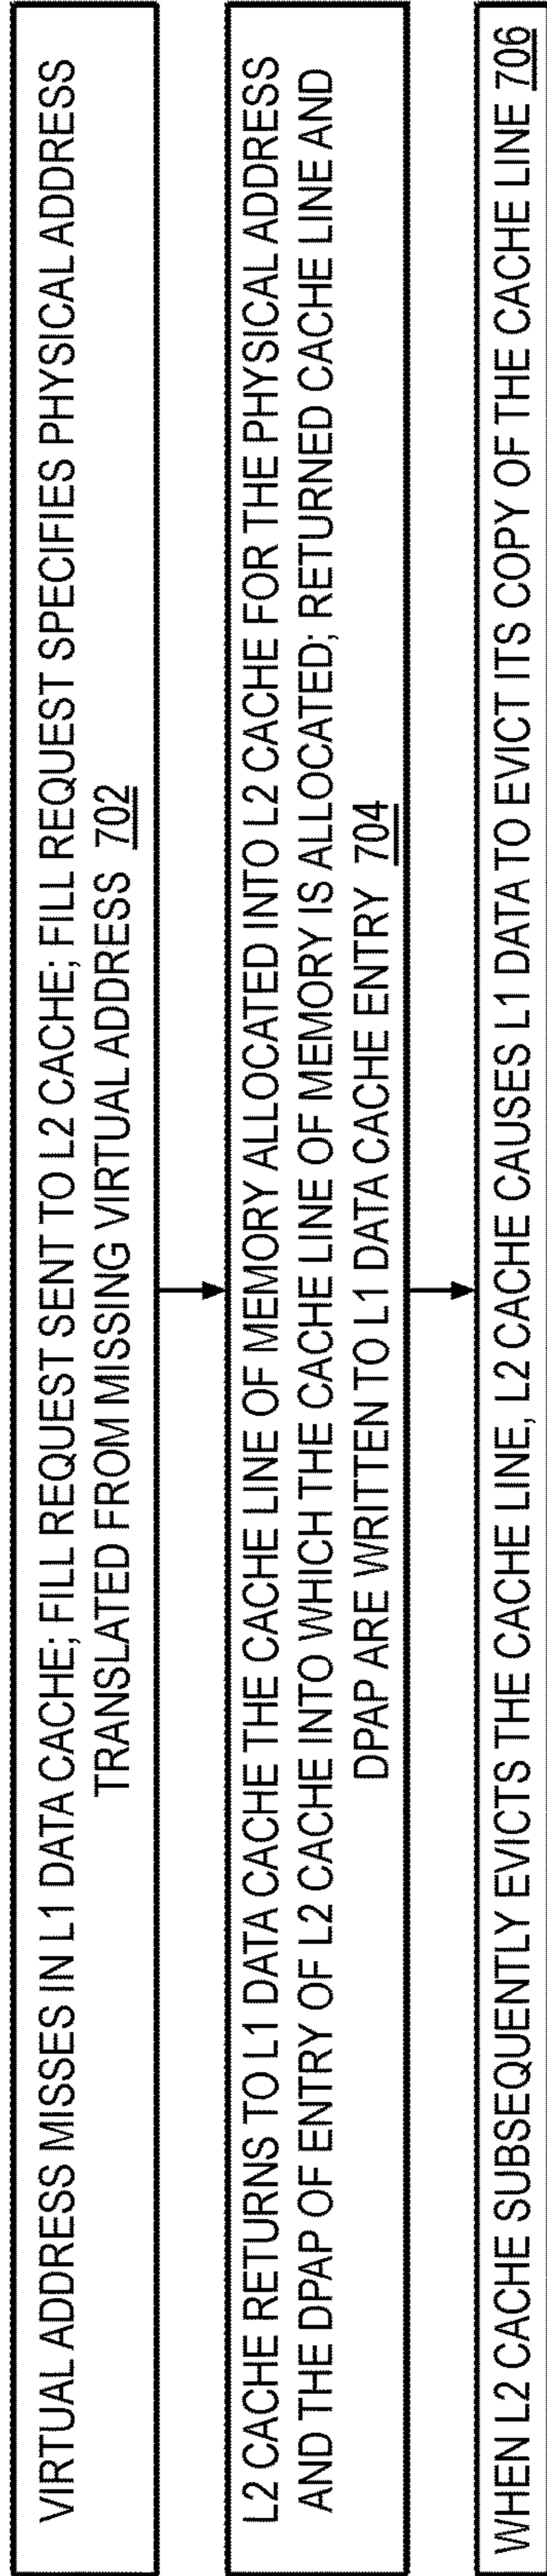 VIRTUAL ADDRESS MISSES IN L1 DATA CACHE; FILL REQUEST SENT TO L2 CACHE; FILL REQUEST SPECIFIES PHYSICAL ADDRESS
TRANSLATED FROM MISSING VIRTUAL ADDRESS 702
L2 CACHE RETURNS TO L1 DATA CACHE THE CACHE LINE OF MEMORY ALLOCATED INTO L2 CACHE FOR THE PHYSICAL ADDRESS
AND THE DPAP OF ENTRY OF L2 CACHE INTO WHICH THE CACHE LINE OF MEMORY IS ALLOCATED; RETURNED CACHE LINE AND
DPAP ARE WRITTEN TO L1 DATA CACHE ENTRY 704
WHEN L2 CACHE SUBSEQUENTLY EVICTS THE CACHE LINE, L2 CACHE CAUSES L1 DATA TO EVICT ITS COPY OF THE CACHE LINE 706